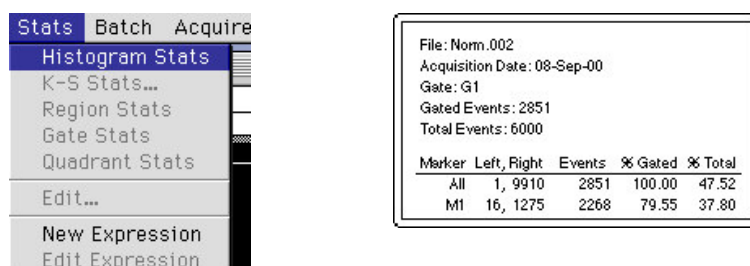 Stats Batch Acquire
Histogram Stats
K-S Stats...
Region Stats
Gate Stats
Quadrant Stats
Edit...
New Expression
Edit Expression
File: Norm.002
Acquisition Date: 08-Sep-00
Gate: G1
Gated Events: 2851
Total Events: 6000
Marker Left, Right Events % Gated % Total
All 1, 9910 2851 100.00 47.52
M1 16, 1275 2268 79.55 37.80